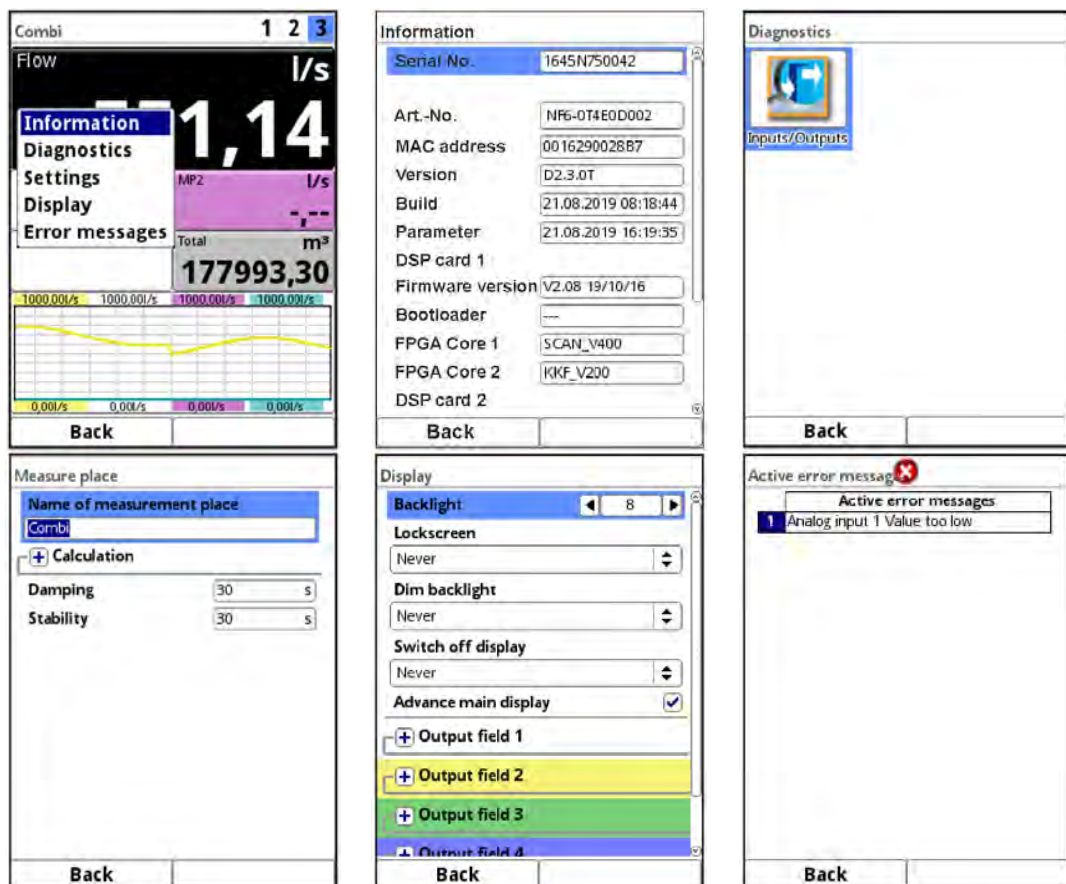 Combi 1 2 3
Flow l/s
1,14
Information
Diagnostics
Settings
Display
Error messages
MP2 l/s
-,--
Total m³
177993,30
1000,00l/s 1000,00l/s 1000,00l/s 1000,00l/s
0,00l/s 0,00l/s 0,00l/s 0,00l/s
Back
Information
Serial No. 1645N750042
Art.-No. NF6-0T4E0D002
MAC address 0016290028B7
Version D2.3.0T
Build 21.08.2019 08:18:44
Parameter 21.08.2019 16:19:35
DSP card 1
Firmware version V2.08 19/10/16
Bootloader ---
FPGA Core 1 SCAN_V400
FPGA Core 2 KKF_V200
DSP card 2
Back
Diagnostics
Inputs/Outputs
Back
Measure place
Name of measurement place
Combi
+ Calculation
Damping 30 s
Stability 30 s
Back
Display
Backlight 8
Lockscreen
Never
Dim backlight
Never
Switch off display
Never
Advance main display
+ Output field 1
+ Output field 2
+ Output field 3
+ Output field 4
Back
Active error messag
Active error messages
1 Analog input 1 Value too low
Back